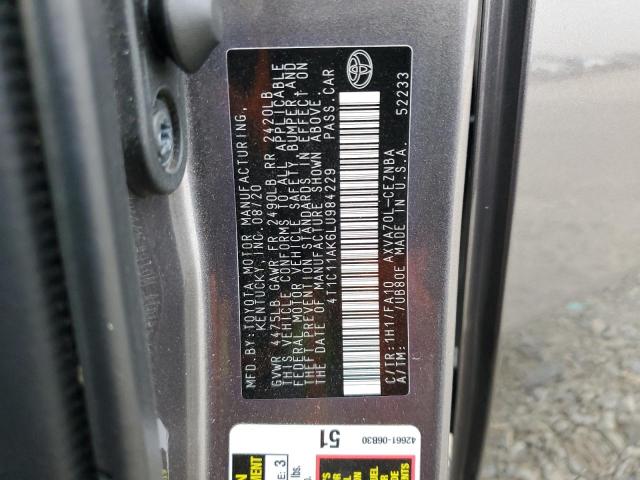 MFD.BY:TOYOTA MOTOR MANUFACTURING,
KENTUCKY, INC. 08/20
GVWR 4475LB GAWR FR 2490LB RR 2420LB
THIS VEHICLE CONFORMS TO ALL APPLICABLE
FEDERAL MOTOR VEHICLE SAFETY, BUMPER, AND
THEFT PREVENTION STANDARDS IN EFFECT ON
THE DATE OF MANUFACTURE SHOWN ABOVE.
4T1C11AK6LU984229 PASS.CAR
C/TR:1H1/FA10 AXVA70L-CEZNBA
A/TM: /UB80E MADE IN U.S.A. 52233
51
42661-06B30
3
lbs.